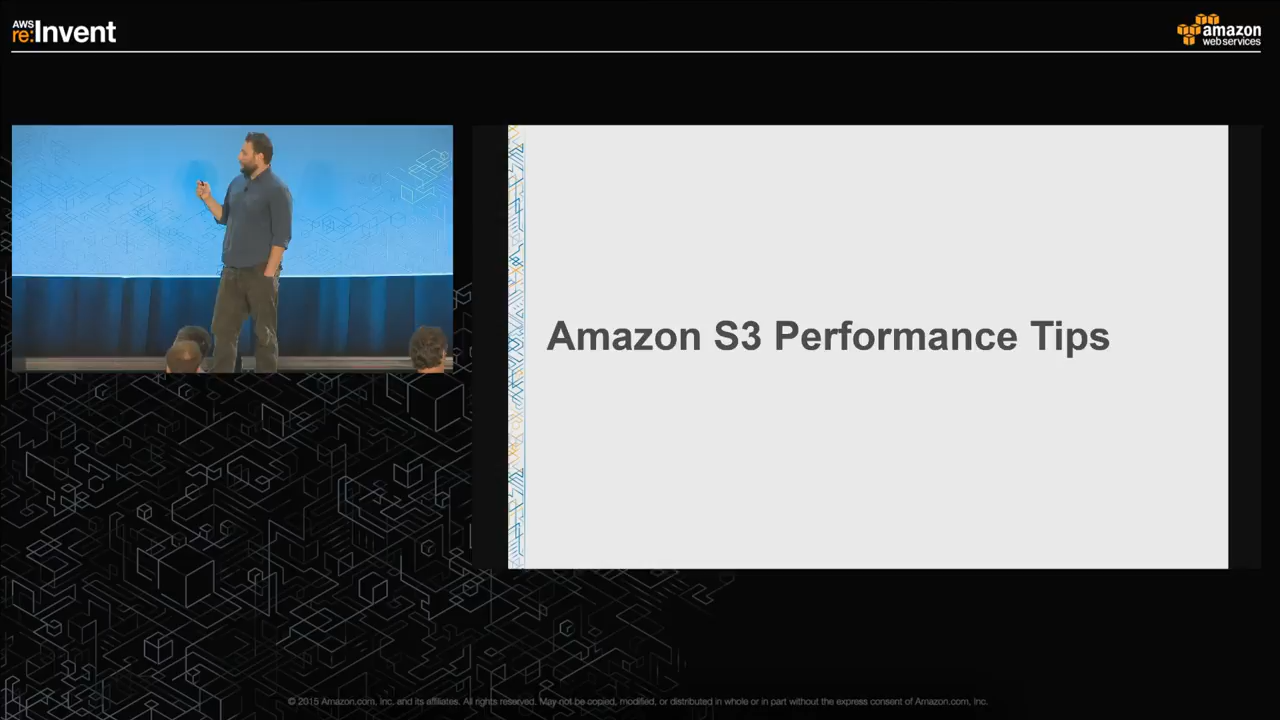 AWS
re:Invent
amazon
webservices
Amazon S3 Performance Tips
© 2015 Amazon.com, Inc. and its affiliates. All rights reserved. May not be copied, modified, or distributed in whole or in part without the express consent of Amazon.com, Inc.